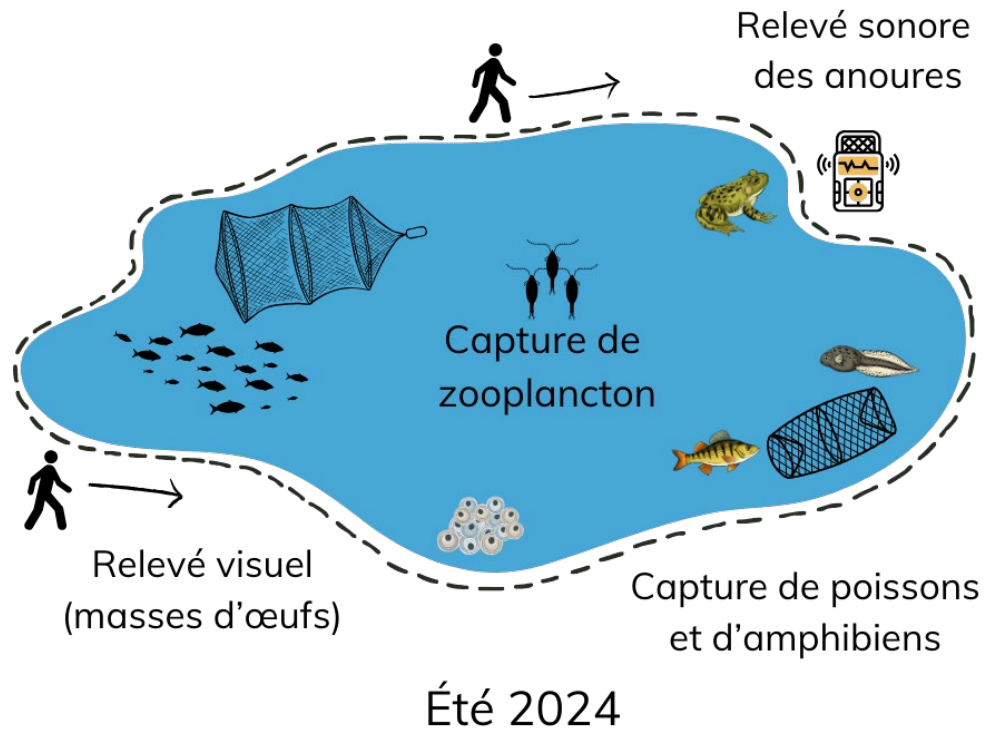 Relevé sonore
des anoures
Capture de
zooplancton
Relevé visuel
(masses d'œufs)
Capture de poissons
et d'amphibiens
Été 2024